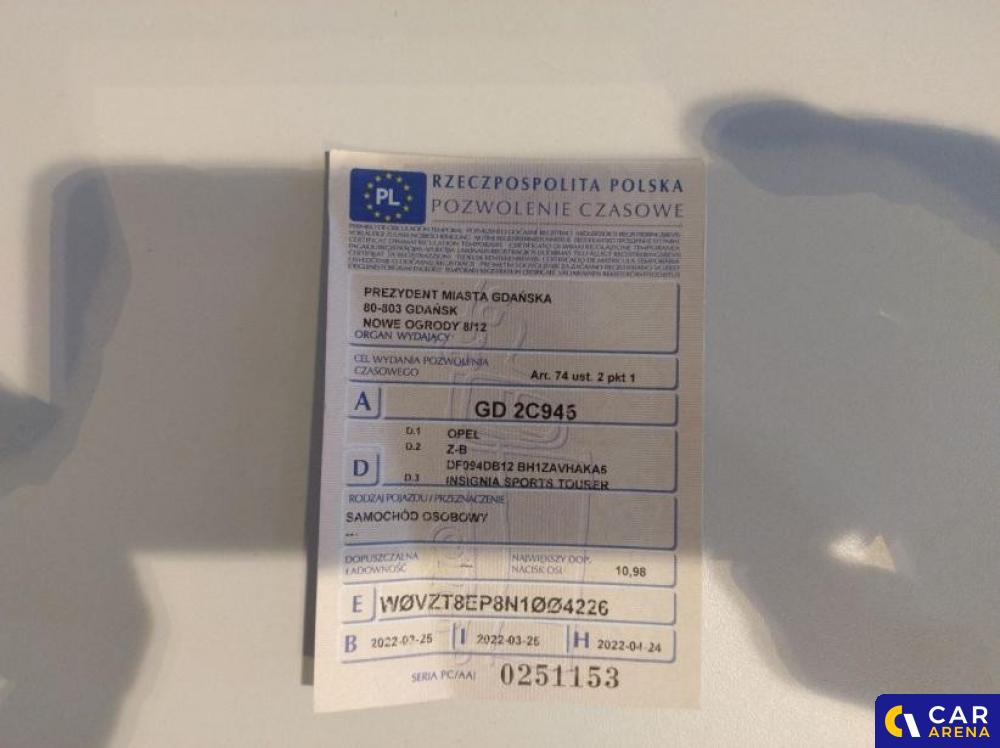 PL
RZECZPOSPOLITA POLSKA
POZWOLENIE CZASOWE
PREZYDENT MIASTA GDAŃSKA
80-803 GDAŃSK
NOWE OGRODY 8/12
ORGAN WYDAJĄCY
CEL WYDANIA POZWOLENIA
CZASOWEGO
Art. 74 ust. 2 pkt 1
A
GD 2C945
D.1 OPEL
D.2 Z-B
D
DF094DB12 BH1ZAVHAKA5
D.3 INSIGNIA SPORTS TOURER
RODZAJ POJAZDU / PRZEZNACZENIE
SAMOCHÓD OSOBOWY
---
DOPUSZCZALNA
ŁADOWNOŚĆ
---
NAJWIĘKSZY DOP.
NACISK OSI
10,98
E WØVZT8EP8N1ØØ4226
B 2022-03-25 I 2022-03-25 H 2022-04-24
SERIA PC/AAI 0251153
CAR
ARENA